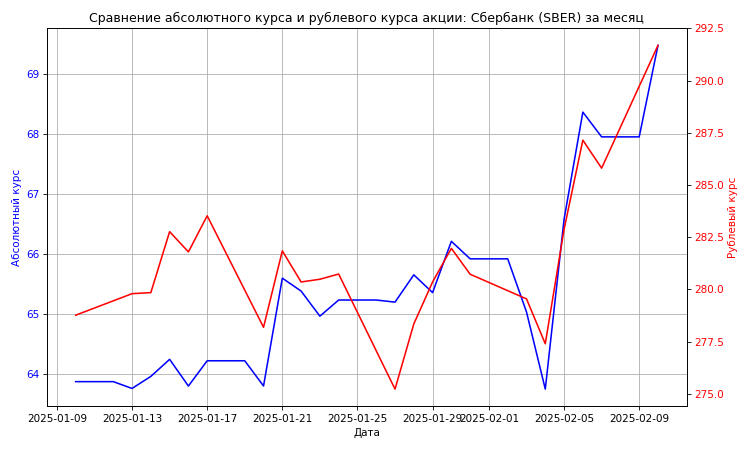 Сравнение абсолютного курса и рублевого курса акции: Сбербанк (SBER) за месяц
Абсолютный курс
69
68
67
66
65
64
292.5
290.0
287.5
285.0
282.5
280.0
277.5
275.0
Рублевый курс
2025-01-09 2025-01-13 2025-01-17 2025-01-21 2025-01-25 2025-01-29 2025-02-01 2025-02-05 2025-02-09
Дата